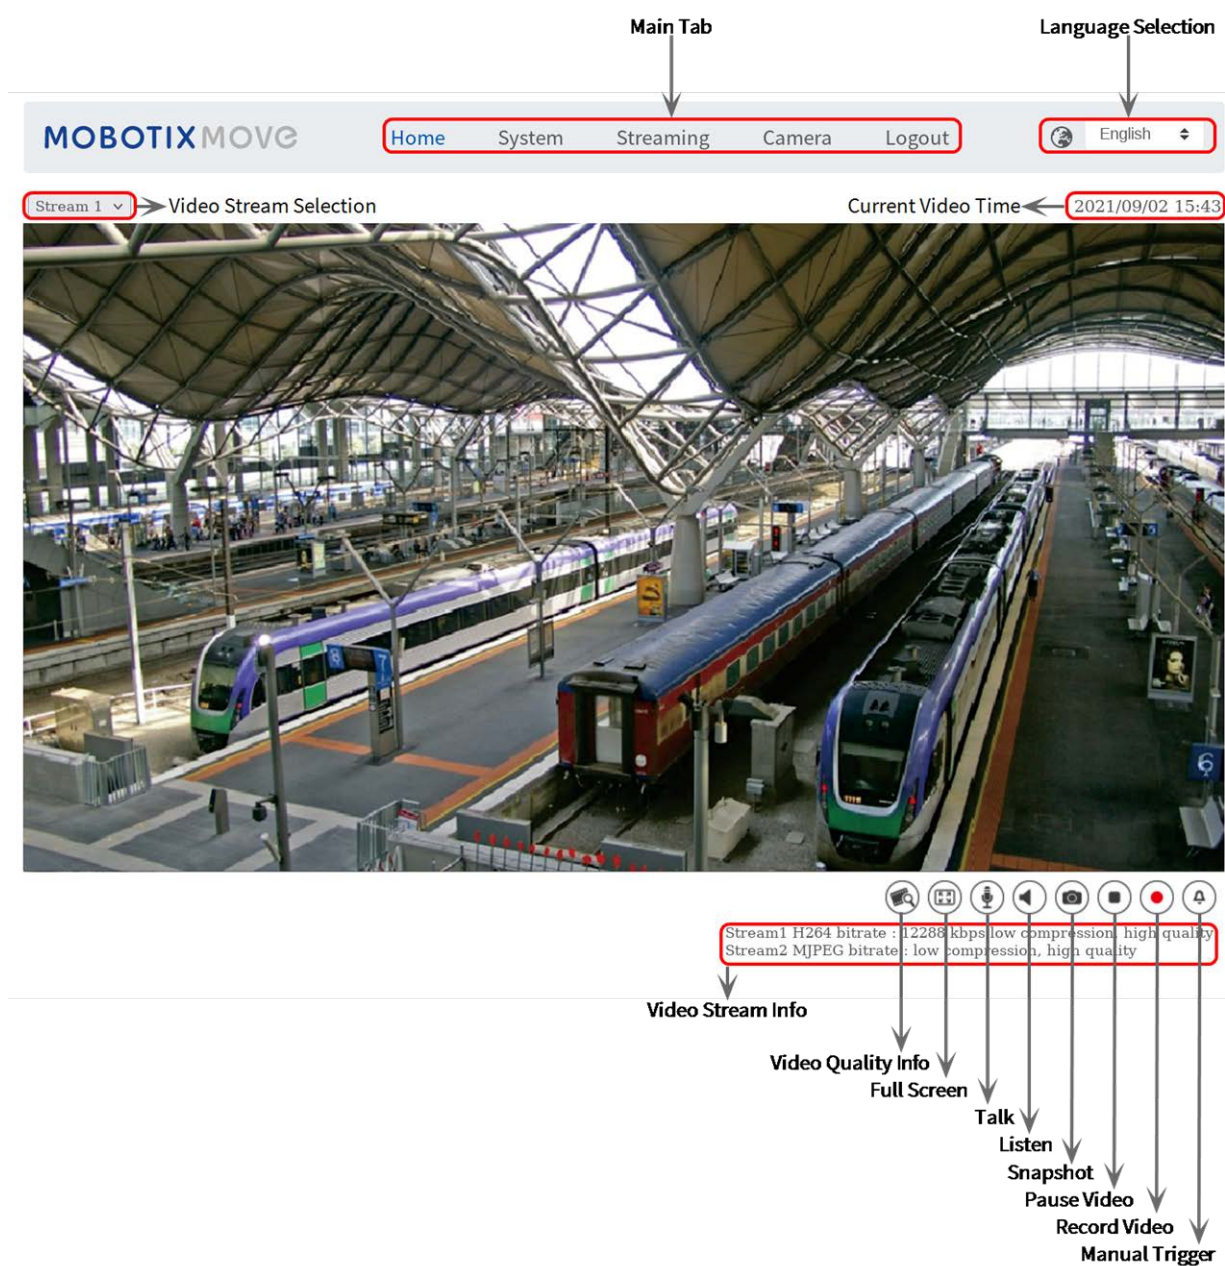 Main Tab
Language Selection
MOBOTIX MOVE
Home System Streaming Camera Logout
English
Stream 1
Video Stream Selection
Current Video Time
2021/09/02 15:43
6
Stream1 H264 bitrate : 12288 kbps low compression, high quality
Stream2 MJPEG bitrate : low compression, high quality
Video Stream Info
Video Quality Info
Full Screen
Talk
Listen
Snapshot
Pause Video
Record Video
Manual Trigger